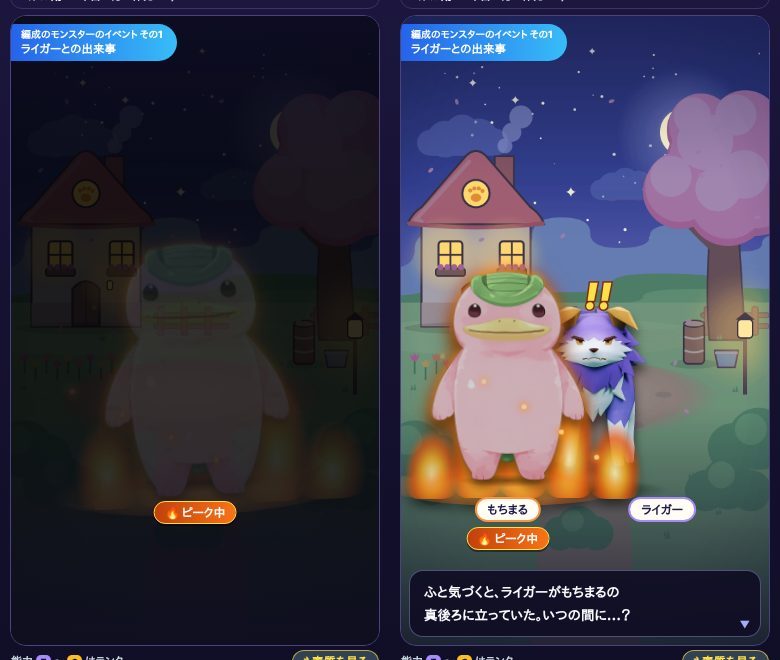 編成のモンスターのイベント その1
ライガーとの出来事
🔥 ピーク中
編成のモンスターのイベント その1
ライガーとの出来事
!!
もちまる
ライガー
🔥 ピーク中
ふと気づくと、ライガーがもちまるの
真後ろに立っていた。いつの間に…？